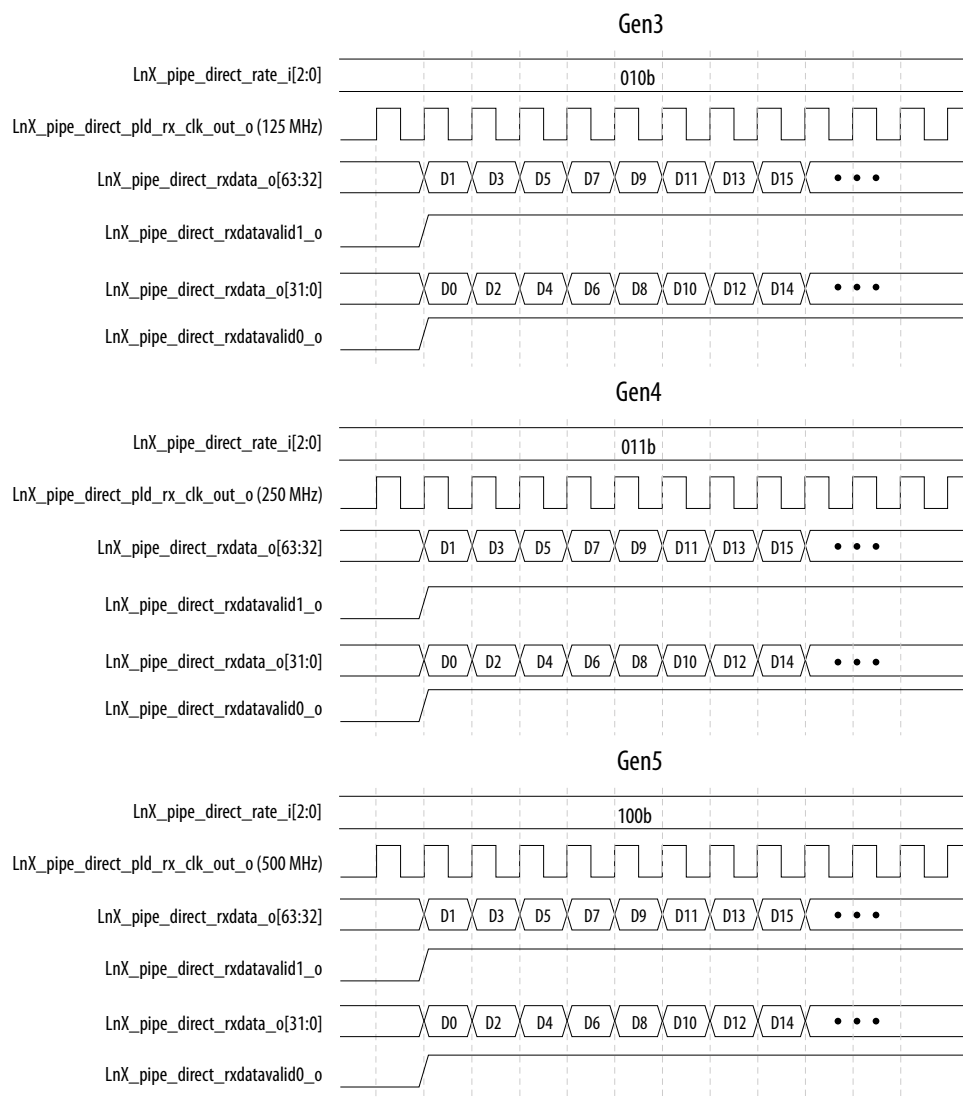 Gen3
LnX_pipe_direct_rate_i[2:0] 010b
LnX_pipe_direct_pld_rx_clk_out_o (125 MHz)
LnX_pipe_direct_rxdata_o[63:32] D1 D3 D5 D7 D9 D11 D13 D15 • • •
LnX_pipe_direct_rxdatavalid1_o
LnX_pipe_direct_rxdata_o[31:0] D0 D2 D4 D6 D8 D10 D12 D14 • • •
LnX_pipe_direct_rxdatavalid0_o
Gen4
LnX_pipe_direct_rate_i[2:0] 011b
LnX_pipe_direct_pld_rx_clk_out_o (250 MHz)
LnX_pipe_direct_rxdata_o[63:32] D1 D3 D5 D7 D9 D11 D13 D15 • • •
LnX_pipe_direct_rxdatavalid1_o
LnX_pipe_direct_rxdata_o[31:0] D0 D2 D4 D6 D8 D10 D12 D14 • • •
LnX_pipe_direct_rxdatavalid0_o
Gen5
LnX_pipe_direct_rate_i[2:0] 100b
LnX_pipe_direct_pld_rx_clk_out_o (500 MHz)
LnX_pipe_direct_rxdata_o[63:32] D1 D3 D5 D7 D9 D11 D13 D15 • • •
LnX_pipe_direct_rxdatavalid1_o
LnX_pipe_direct_rxdata_o[31:0] D0 D2 D4 D6 D8 D10 D12 D14 • • •
LnX_pipe_direct_rxdatavalid0_o